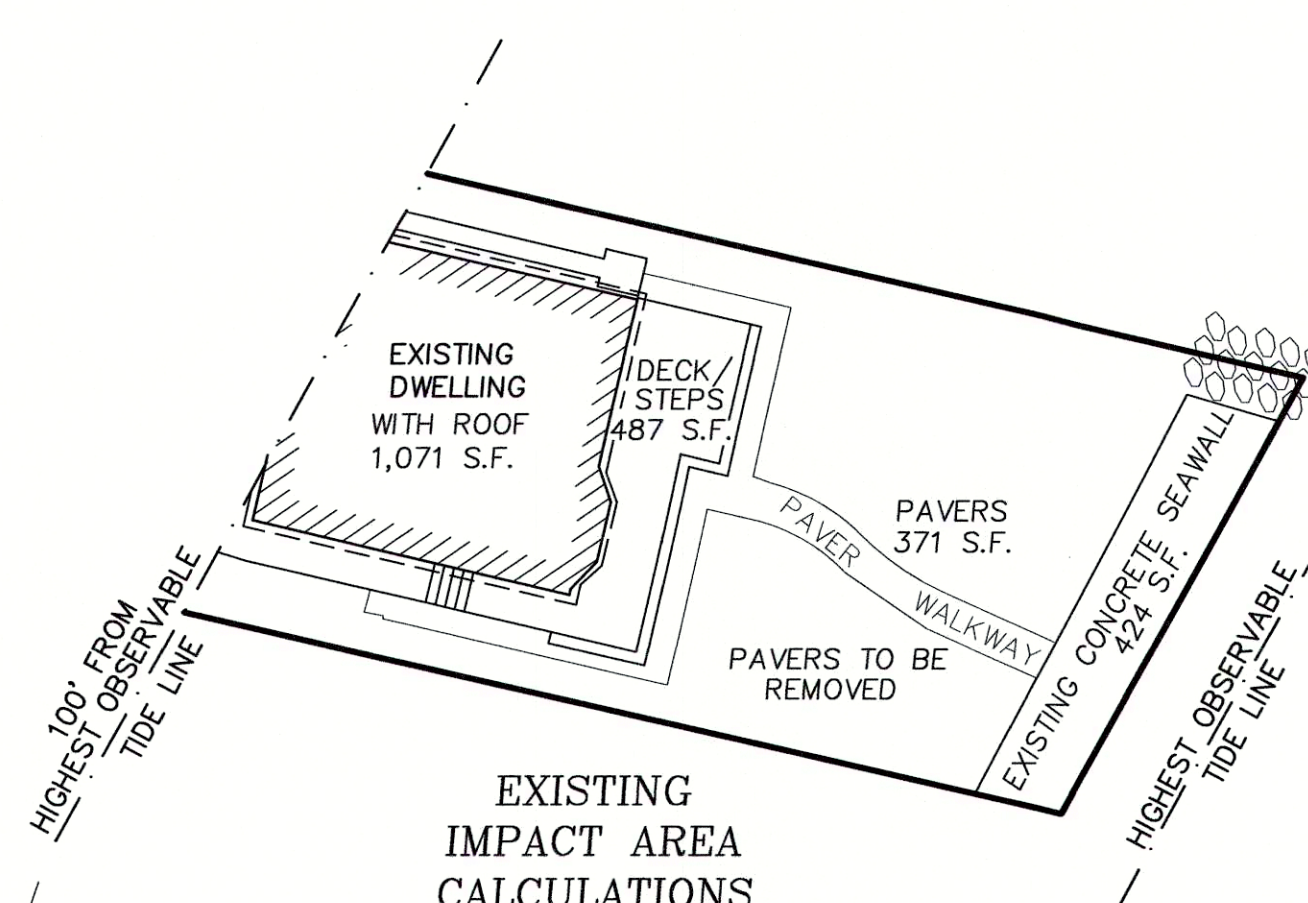 EXISTING
DWELLING
WITH ROOF
1,071 S.F.
DECK/
STEPS
487 S.F.
PAVERS
371 S.F.
PAVER WALKWAY
PAVERS TO BE
REMOVED
EXISTING CONCRETE SEAWALL
424 S.F.
100' FROM
HIGHEST OBSERVABLE
TIDE LINE
HIGHEST OBSERVABLE
TIDE LINE
EXISTING
IMPACT AREA
CALCULATIONS